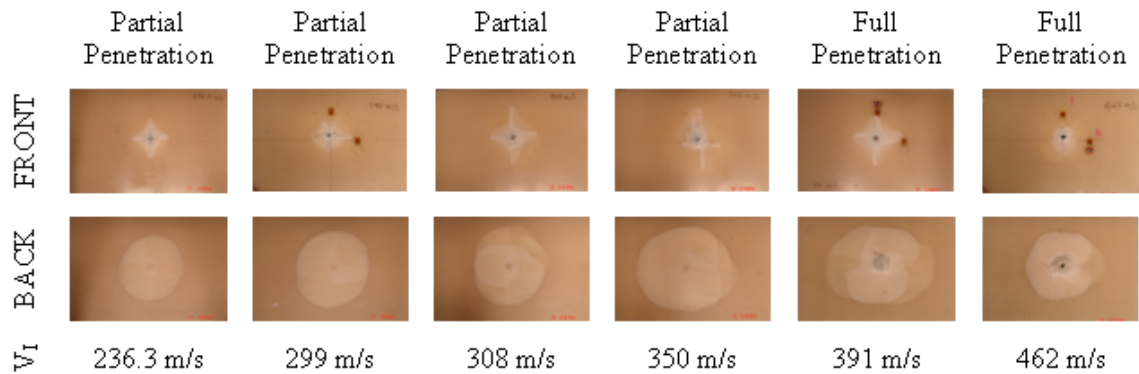 Partial Penetration
Partial Penetration
Partial Penetration
Partial Penetration
Full Penetration
Full Penetration
FRONT
BACK
V_I
236.3 m/s
299 m/s
308 m/s
350 m/s
391 m/s
462 m/s